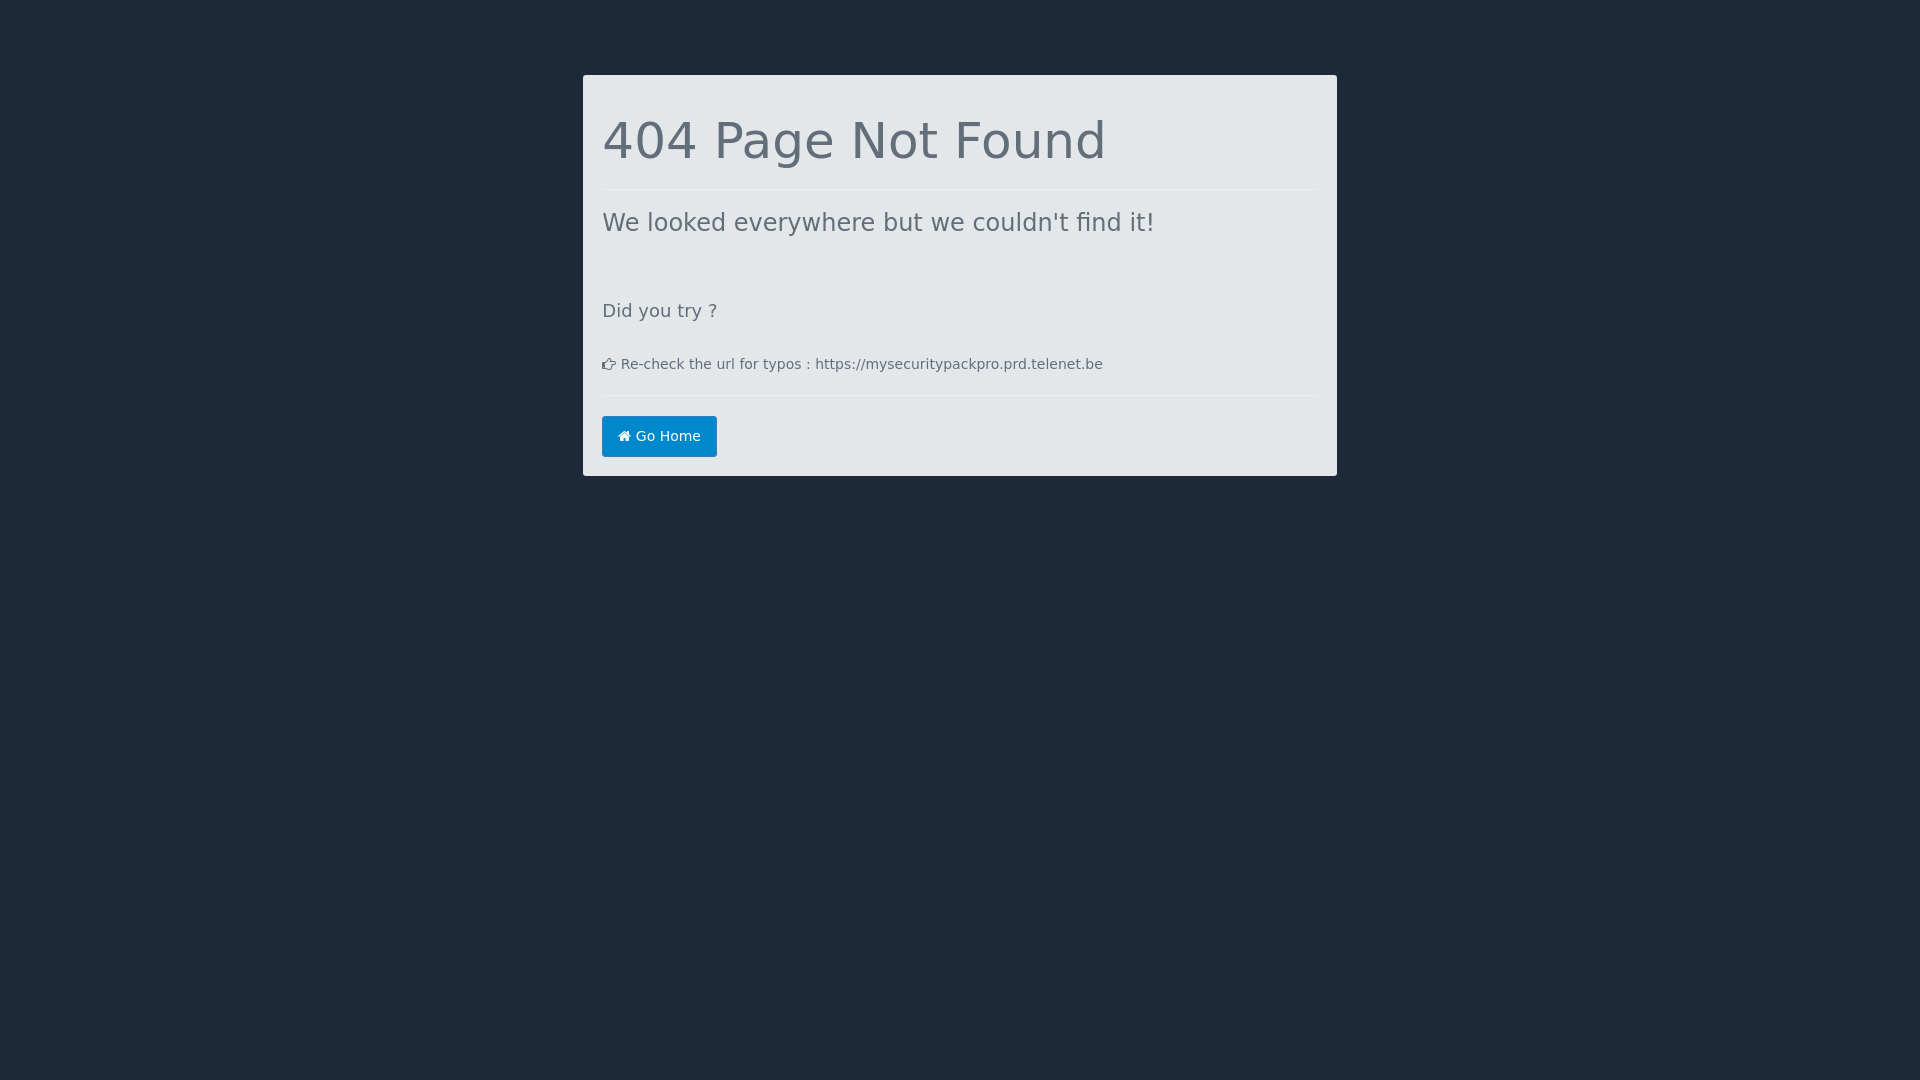 404 Page Not Found
We looked everywhere but we couldn't find it!
Did you try ?
Re-check the url for typos : https://mysecuritypackpro.prd.telenet.be
Go Home